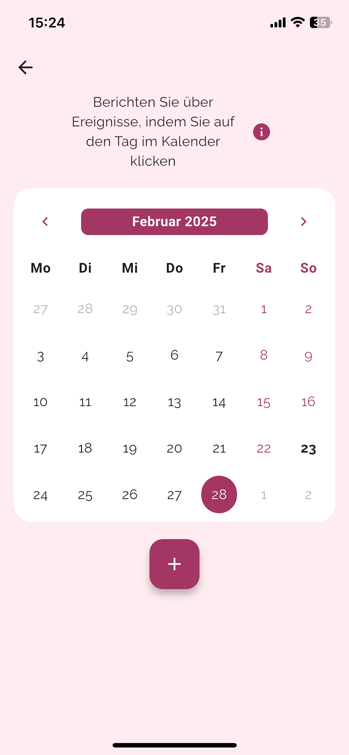 15:24
35
Berichten Sie über
Ereignisse, indem Sie auf
den Tag im Kalender
klicken
i
< Februar 2025 >
Mo Di Mi Do Fr Sa So
27 28 29 30 31 1 2
3 4 5 6 7 8 9
10 11 12 13 14 15 16
17 18 19 20 21 22 23
24 25 26 27 28 1 2
+